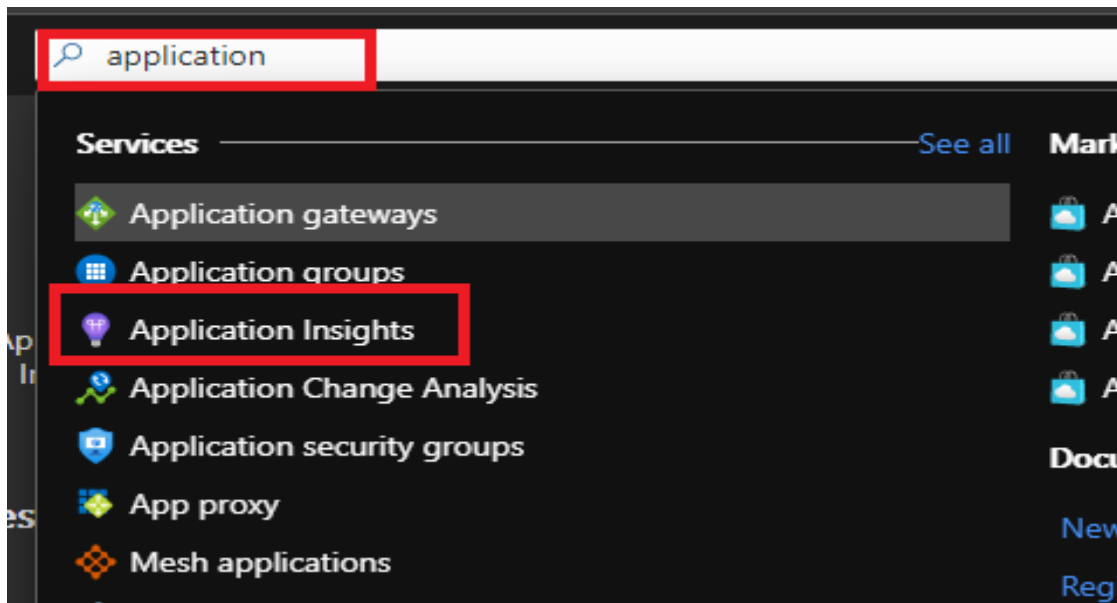 application
Services
See all
Application gateways
Application groups
Application Insights
Application Change Analysis
Application security groups
App proxy
Mesh applications